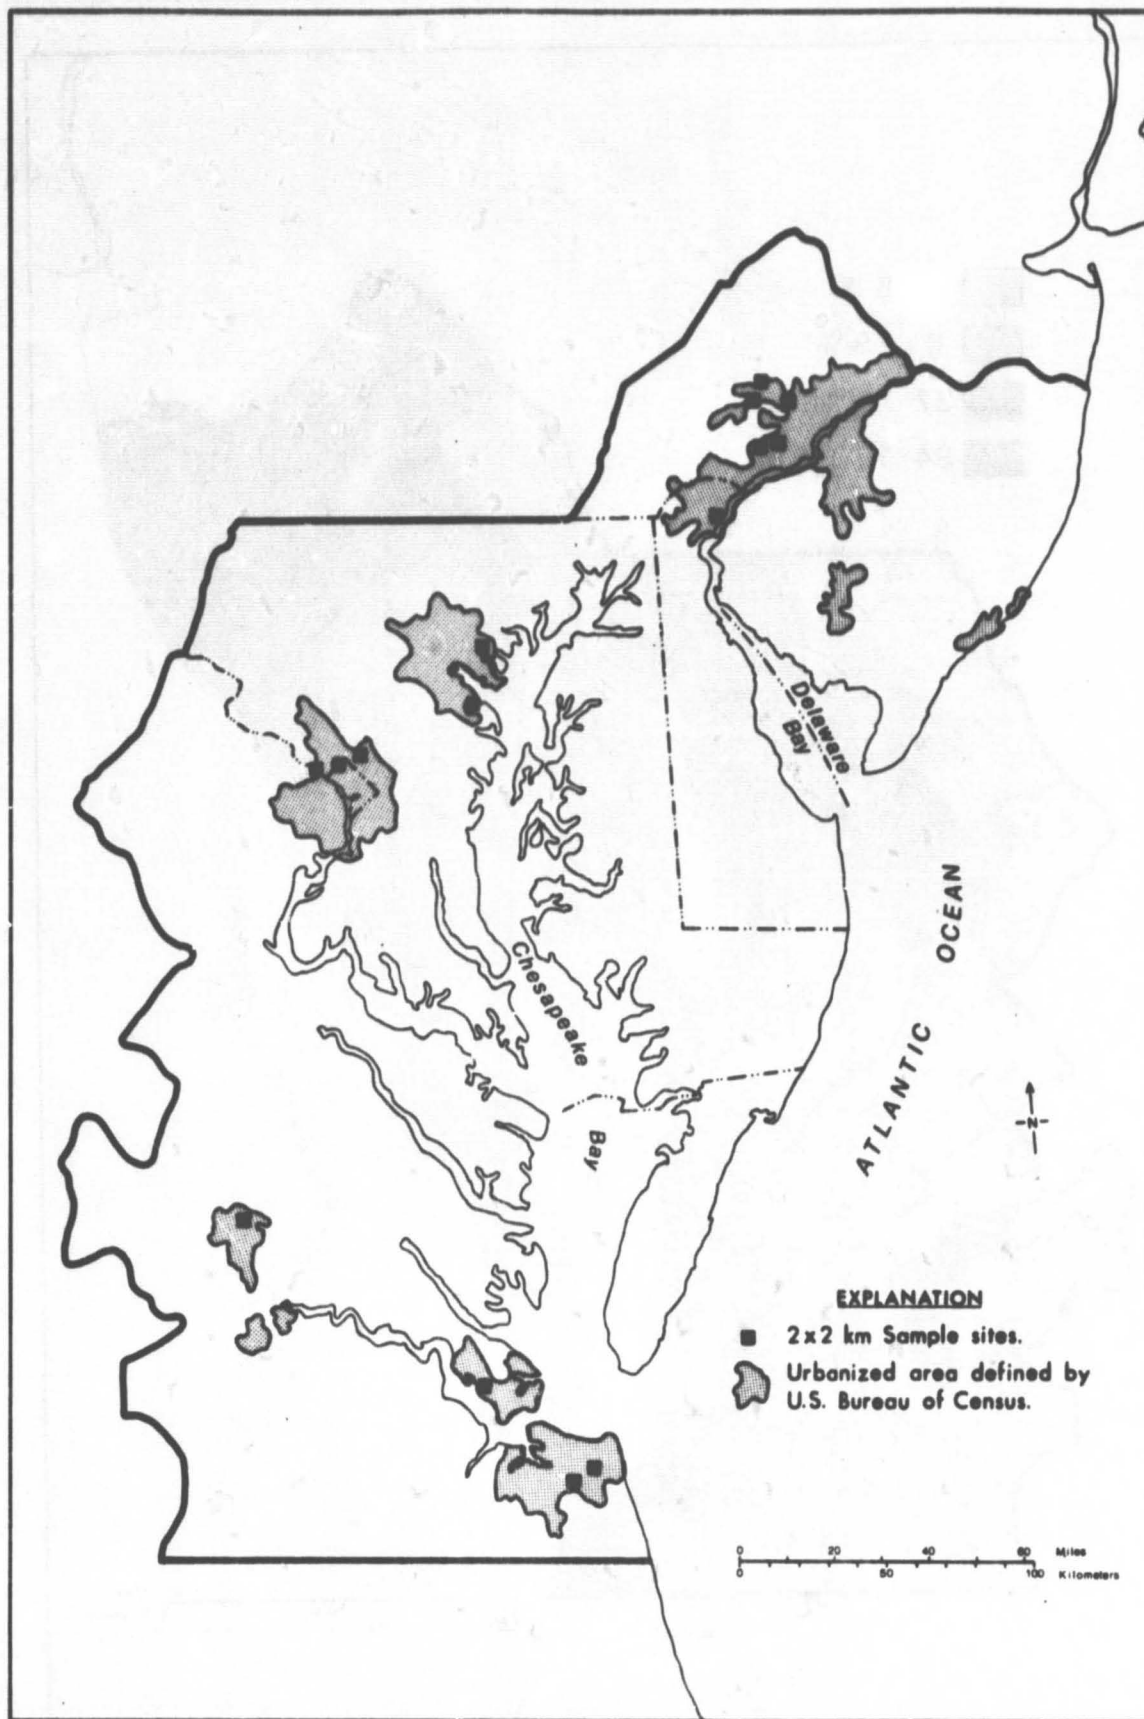 Delaware
Bay
Chesapeake
Bay
ATLANTIC OCEAN
-N-
EXPLANATION
2x2 km Sample sites.
Urbanized area defined by
U.S. Bureau of Census.
0 20 40 60 Miles
0 50 100 Kilometers